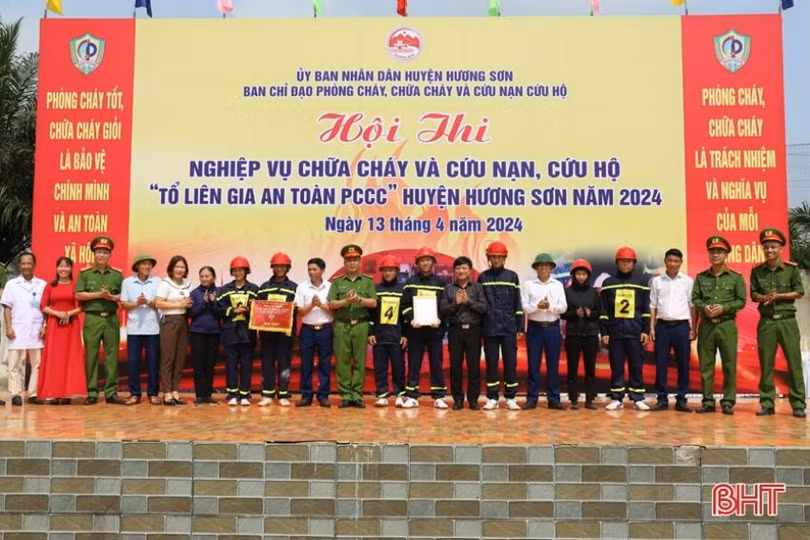 PHÒNG CHÁY TỐT,
CHỮA CHÁY GIỎI
LÀ BẢO VỆ
CHÍNH MÌNH
VÀ AN TOÀN
XÃ HỘI
ỦY BAN NHÂN DÂN HUYỆN HƯƠNG SƠN
BAN CHỈ ĐẠO PHÒNG CHÁY, CHỮA CHÁY VÀ CỨU NẠN CỨU HỘ
Hội Thi
NGHIỆP VỤ CHỮA CHÁY VÀ CỨU NẠN, CỨU HỘ
“TỔ LIÊN GIA AN TOÀN PCCC” HUYỆN HƯƠNG SƠN NĂM 2024
Ngày 13 tháng 4 năm 2024
PHÒNG CHÁY,
CHỮA CHÁY
LÀ TRÁCH NHIỆM
VÀ NGHĨA VỤ
CỦA MỖI
DÂN
4
2
BHT